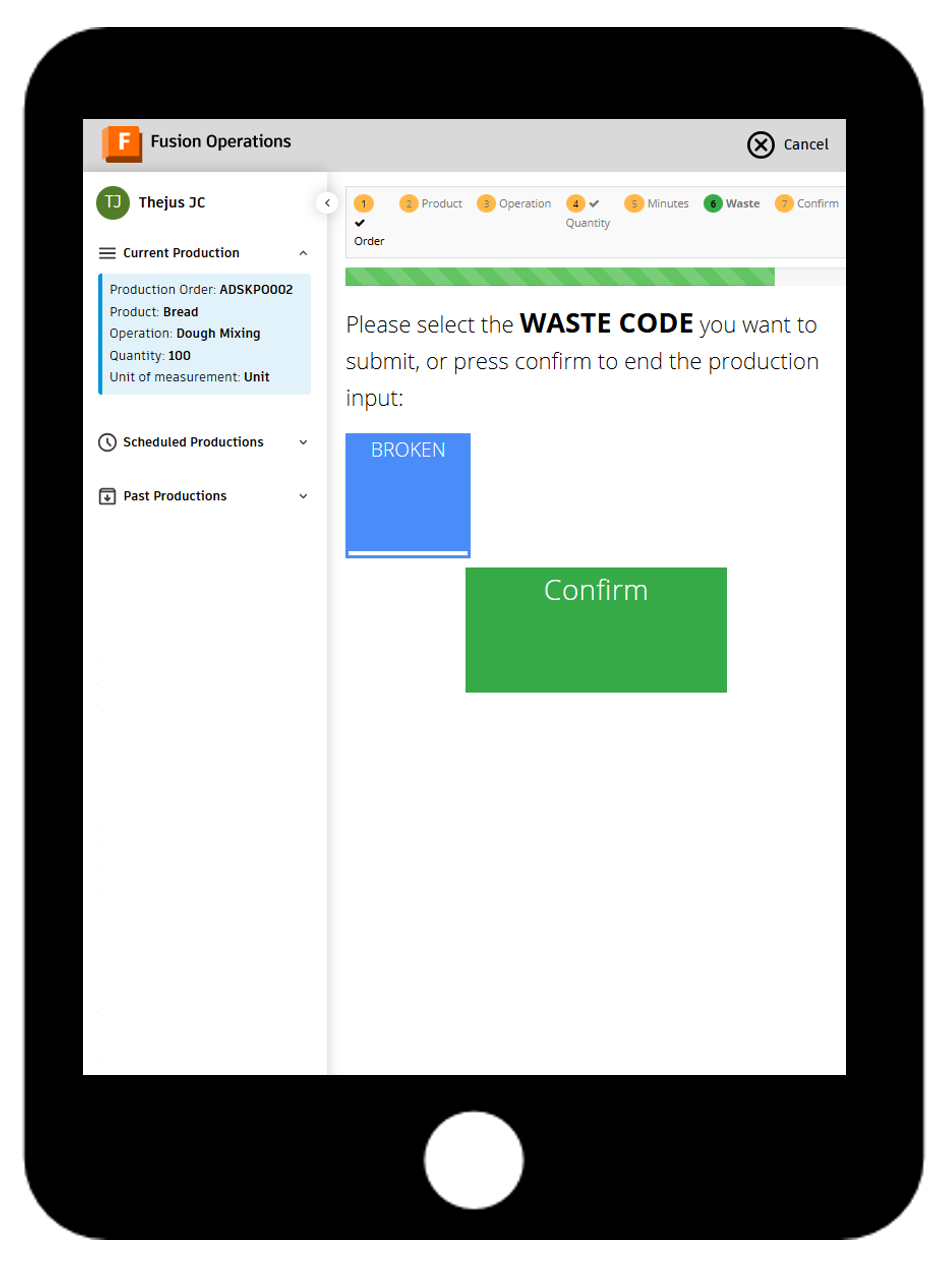 F Fusion Operations
Cancel
TJ Thejus JC
Current Production
Production Order: ADSKPO002
Product: Bread
Operation: Dough Mixing
Quantity: 100
Unit of measurement: Unit
Scheduled Productions
Past Productions
1 Order
2 Product
3 Operation
4 Quantity
5 Minutes
6 Waste
7 Confirm
Please select the WASTE CODE you want to
submit, or press confirm to end the production
input:
BROKEN
Confirm